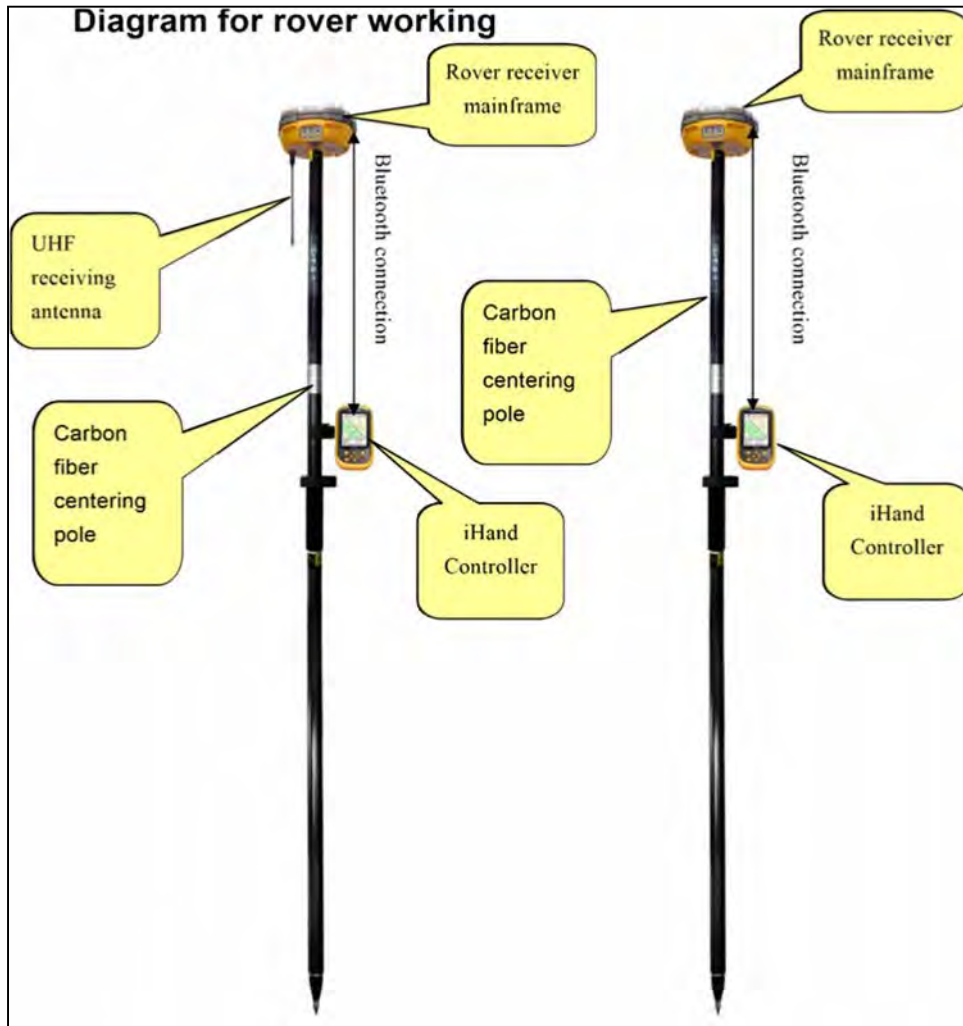 Diagram for rover working
Rover receiver
mainframe
Bluetooth connection
UHF
receiving
antenna
Carbon
fiber
centering
pole
iHand
Controller
Rover receiver
mainframe
Bluetooth connection
Carbon
fiber
centering
pole
iHand
Controller